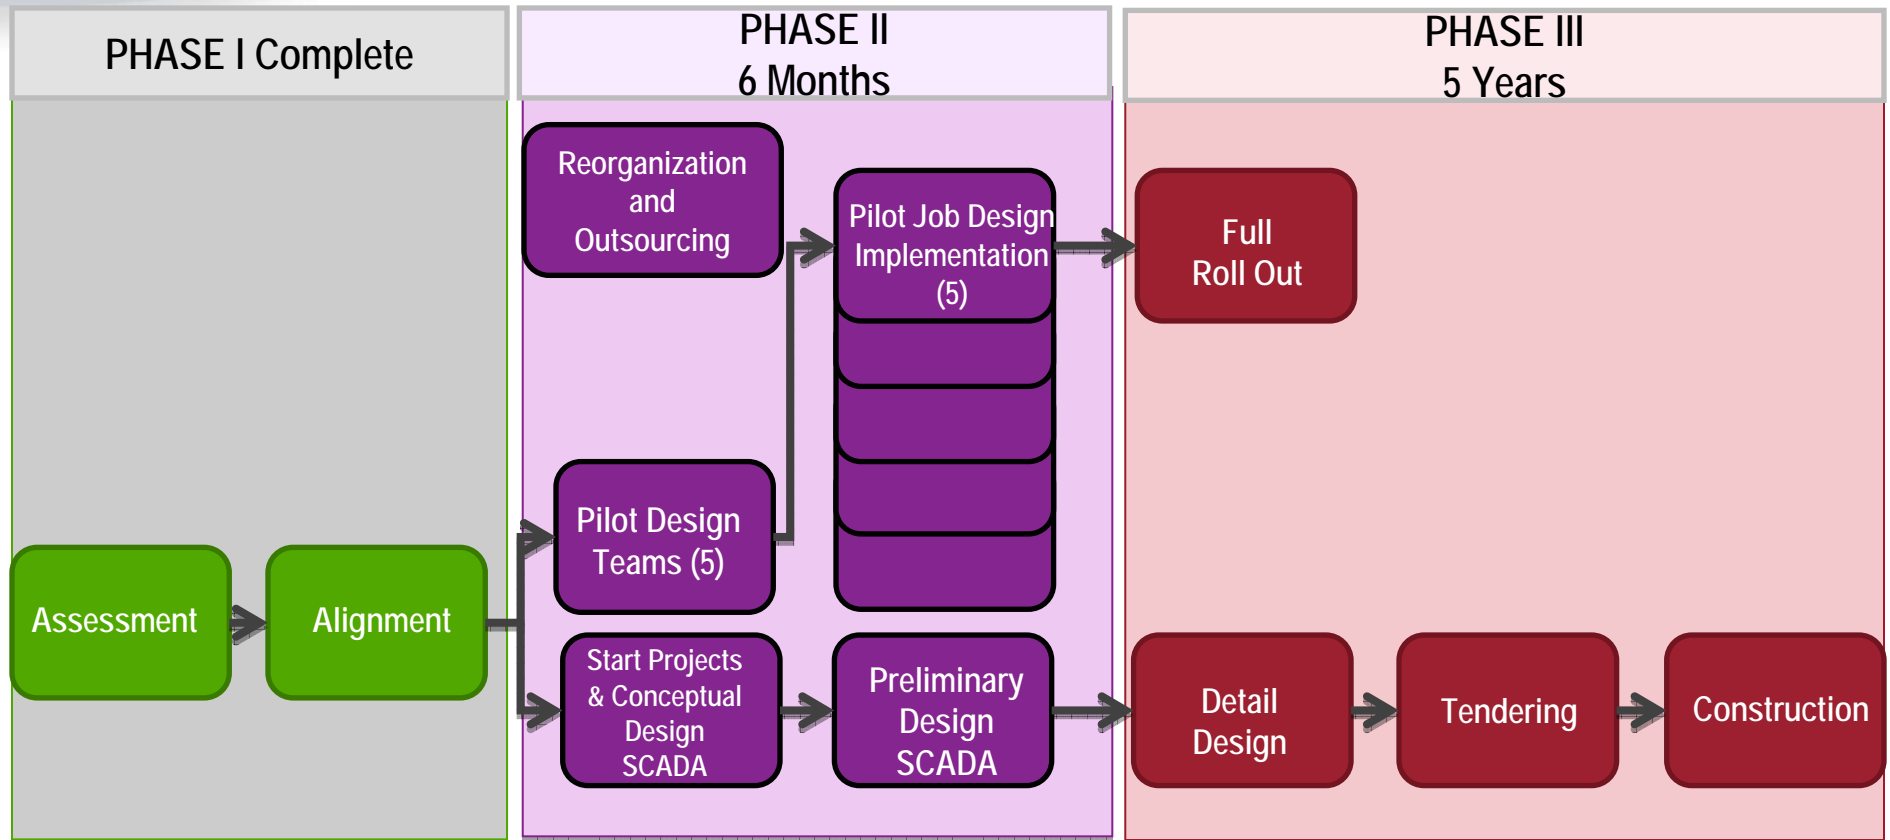 PHASE I Complete
PHASE II
6 Months
PHASE III
5 Years
Reorganization
and
Outsourcing
Pilot Job Design
Implementation
(5)
Full
Roll Out
Pilot Design
Teams (5)
Assessment
Alignment
Start Projects
& Conceptual
Design
SCADA
Preliminary
Design
SCADA
Detail
Design
Tendering
Construction